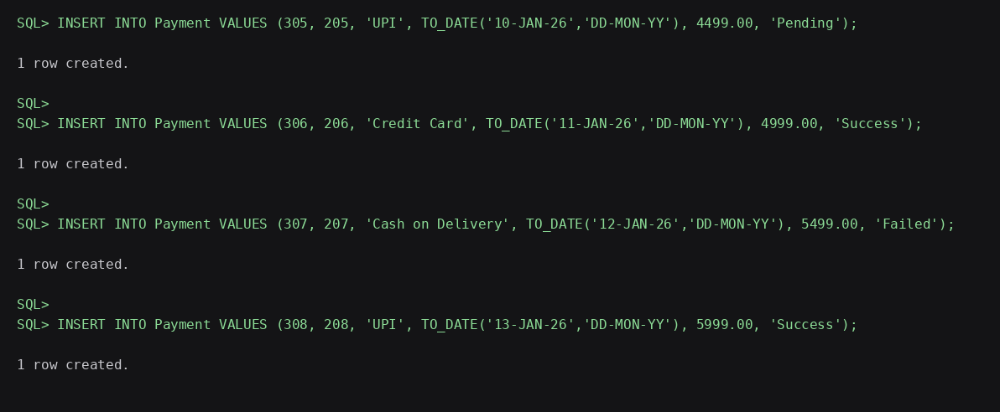 SQL> INSERT INTO Payment VALUES (305, 205, 'UPI', TO_DATE('10-JAN-26','DD-MON-YY'), 4499.00, 'Pending');
1 row created.
SQL>
SQL> INSERT INTO Payment VALUES (306, 206, 'Credit Card', TO_DATE('11-JAN-26','DD-MON-YY'), 4999.00, 'Success');
1 row created.
SQL>
SQL> INSERT INTO Payment VALUES (307, 207, 'Cash on Delivery', TO_DATE('12-JAN-26','DD-MON-YY'), 5499.00, 'Failed');
1 row created.
SQL>
SQL> INSERT INTO Payment VALUES (308, 208, 'UPI', TO_DATE('13-JAN-26','DD-MON-YY'), 5999.00, 'Success');
1 row created.